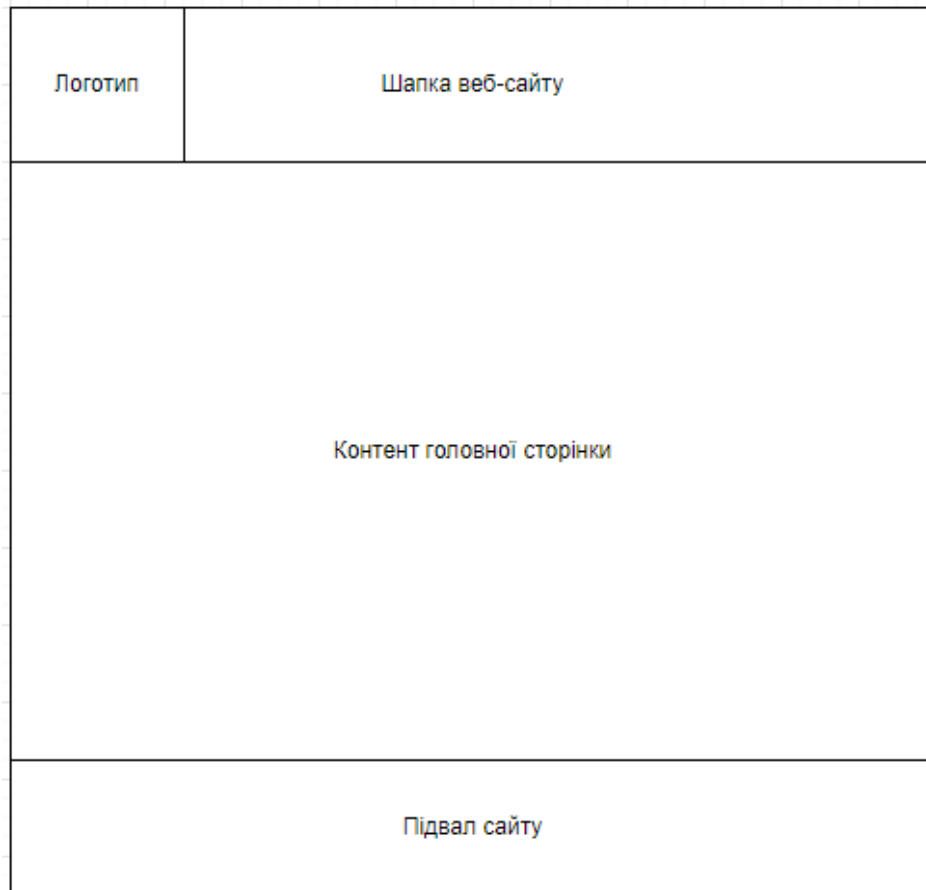 Логотип
Шапка веб-сайту
Контент головної сторінки
Підвал сайту